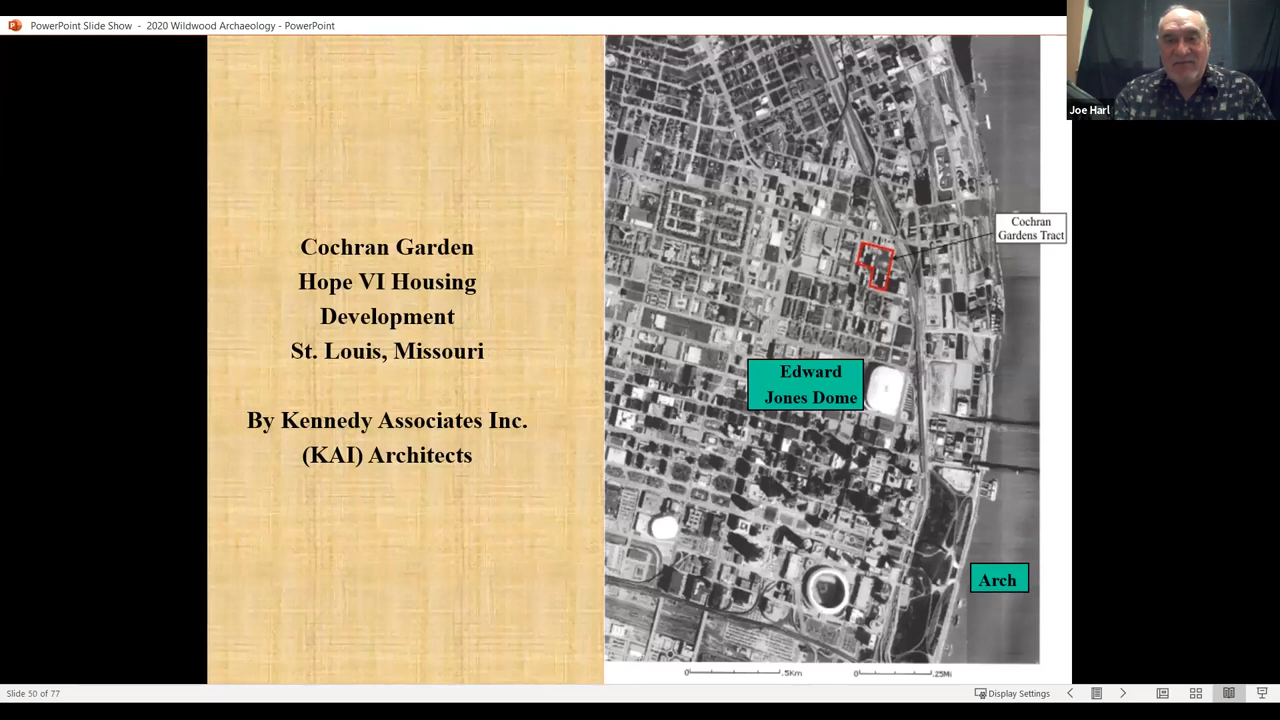 PowerPoint Slide Show - 2020 Wildwood Archaeology - PowerPoint
Joe Harl
Cochran Garden
Hope VI Housing
Development
St. Louis, Missouri
By Kennedy Associates Inc.
(KAI) Architects
Cochran
Gardens Tract
Edward
Jones Dome
Arch
0 .5Km
0 .25Mi
Slide 50 of 77
Display Settings